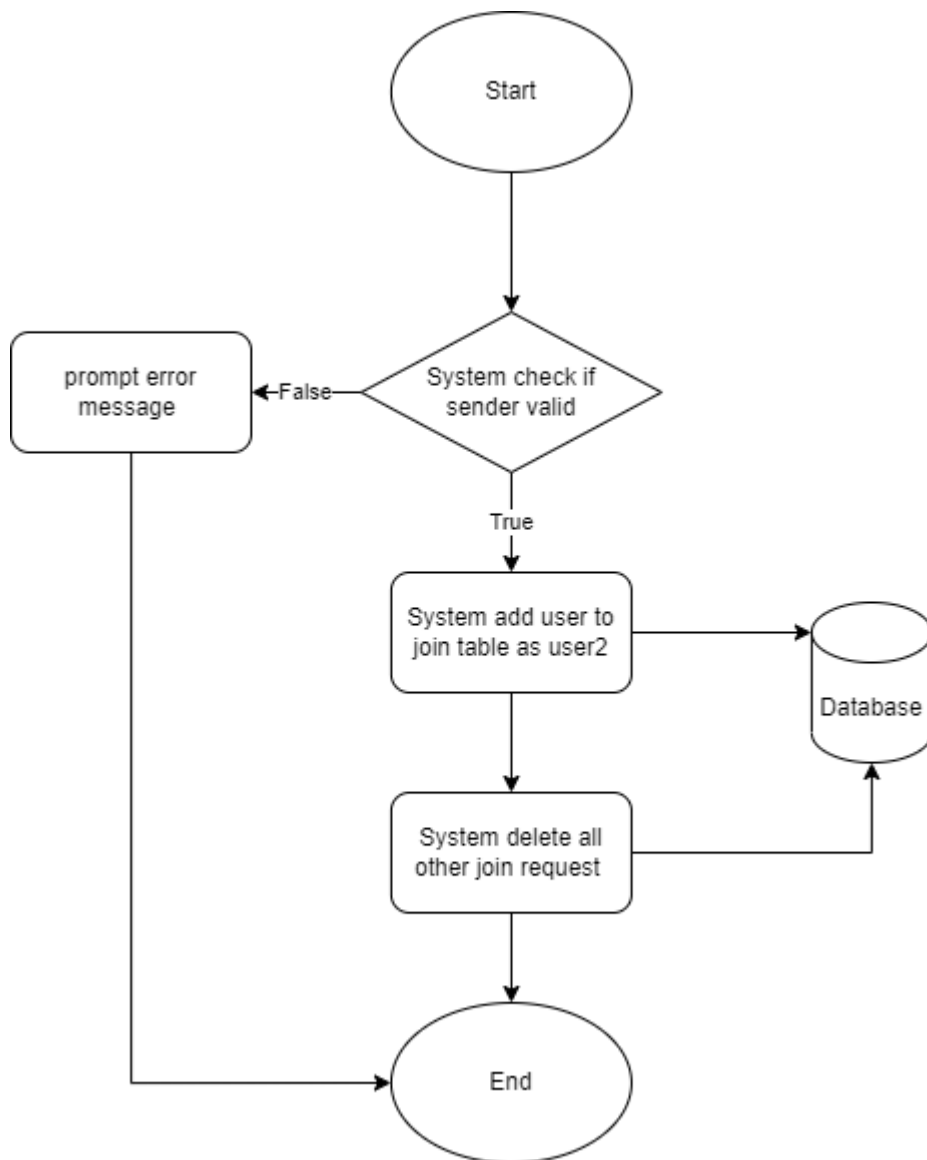 Start
System check if
sender valid
False
prompt error
message
True
System add user to
join table as user2
Database
System delete all
other join request
End